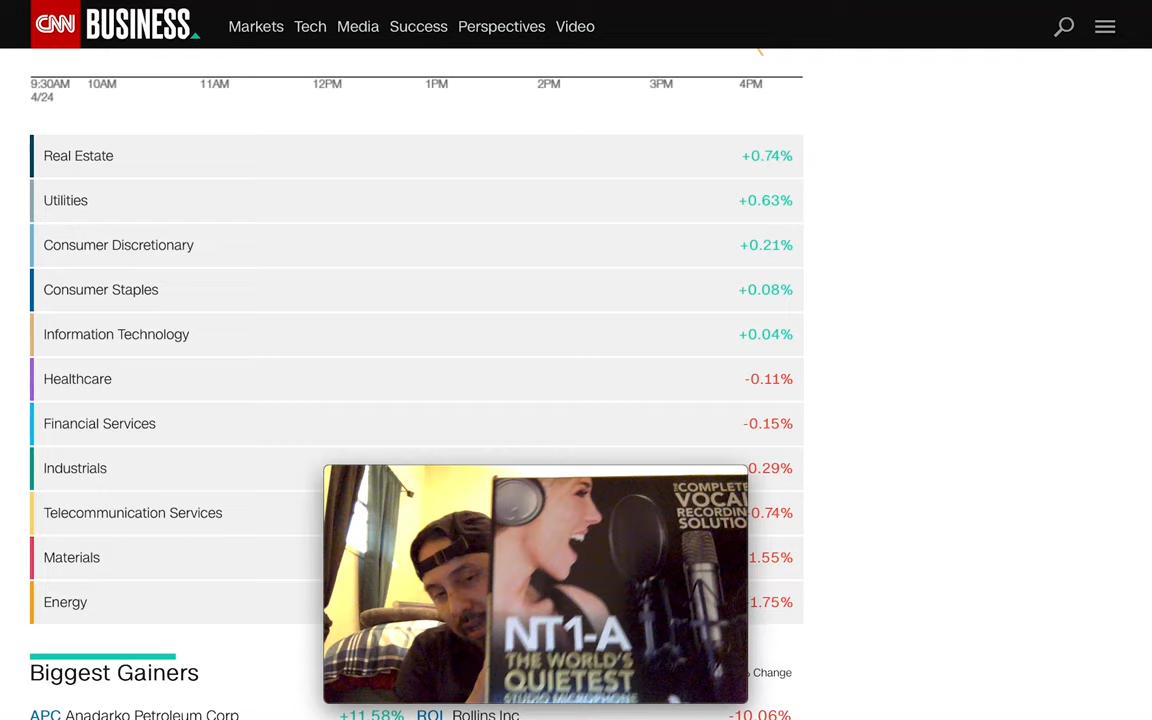 CNN BUSINESS Markets Tech Media Success Perspectives Video
9:30AM 10AM 11AM 12PM 1PM 2PM 3PM 4PM
4/24
Real Estate +0.74%
Utilities +0.63%
Consumer Discretionary +0.21%
Consumer Staples +0.08%
Information Technology +0.04%
Healthcare -0.11%
Financial Services -0.15%
Industrials 0.29%
Telecommunication Services 0.74%
Materials 1.55%
Energy 1.75%
THE COMPLETE
VOCAL
RECORDING
SOLUTIO
NT1-A
THE WORLD'S
QUIETEST
STUDIO MICROPHONE
Biggest Gainers % Change
APC Anadarko Petroleum Corp +11.58% ROL Rollins Inc -10.06%